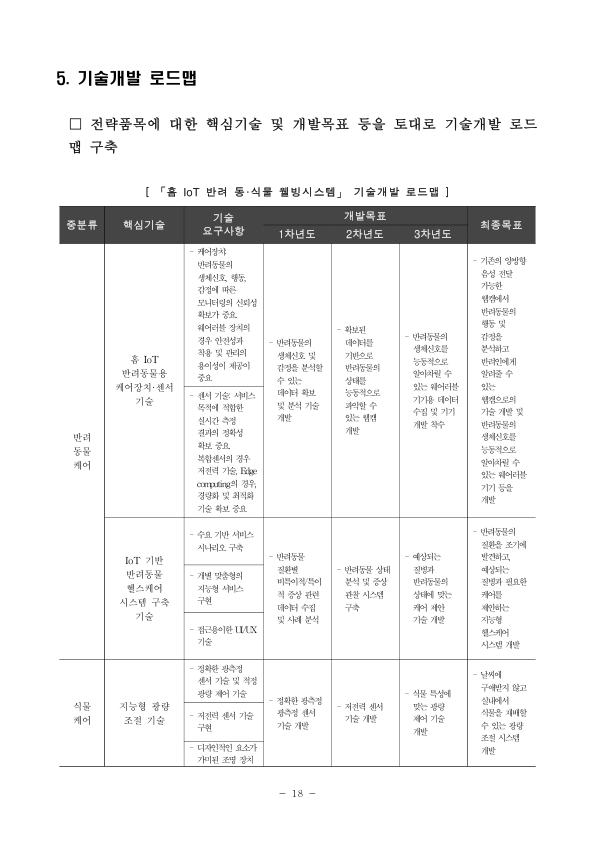 5. 기술개발 로드맵
□ 전략품목에 대한 핵심기술 및 개발목표 등을 토대로 기술개발 로드
맵 구축
[ 「홈 IoT 반려 동·식물 웰빙시스템」 기술개발 로드맵 ]
중분류
핵심기술
기술
요구사항
개발목표
1차년도
2차년도
3차년도
최종목표
반려
동물
케어
홈 IoT
반려동물용
케어장치·센서
기술
- 케어장챠
반려동물의
생체신호, 행동,
감정에 따른
모니터링의 신뢰성
확보가 중요.
웨어러블 장치의
경우 안전성과
착용 및 관리의
용이성이 제공이
중요
- 센서 기술: 서비스
목적에 적합한
실시간 측정
결과의 정확성
확보 중요.
복합센서의 경우
저전력 기술, Edge
computing의 경우,
경량화 및 최적화
기술 확보 중요
- 반려동물의
생체신호 및
감정을 분석할
수 있는
데이터 확보
및 분석 기술
개발
- 확보된
데이터를
기반으로
반려동물의
상태를
능동적으로
파악할 수
있는 웹캠
개발
- 반려동물의
생체신호를
능동적으로
알아차릴 수
있는 웨어러블
기기용 데이터
수집 및 기기
개발 착수
- 기존의 양방향
음성 전달
가능한
웹캠에서
반려동물의
행동 및
감정을
분석하고
반려인에게
알려줄 수
있는
웹캠으로의
기술 개발 및
반려동물의
생체신호를
능동적으로
알아차릴 수
있는 웨어러블
기기 등을
개발
IoT 기반
반려동물
헬스케어
시스템 구축
기술
- 수요 기반 서비스
시나리오 구축
- 개별 맞춤형의
지능형 서비스
구현
- 접근용이한 UI/UX
기술
- 반려동물
질환별
비특이적/특이
적 증상 관련
데이터 수집
및 사례 분석
- 반려동물 상태
분석 및 증상
관찰 시스템
구축
- 예상되는
질병과
반려동물의
상태에 맞는
케어 제안
기술 개발
- 반려동물의
질환을 조기에
발견하고,
예상되는
질병과 필요한
케어를
제안하는
지능형
헬스케어
시스템 개발
식물
케어
지능형 광량
조절 기술
- 정확한 광측정
센서 기술 및 적정
광량 제어 기술
- 저전력 센서 기술
구현
- 디자인적인 요소가
가미된 조명 장치
- 정확한 광측정
광측정 센서
기술 개발
- 저전력 센서
기술 개발
- 식물 특성에
맞는 광량
제어 기술
개발
- 날씨에
구애받지 않고
실내에서
식물을 재배할
수 있는 광량
조절 시스템
개발
- 18 -